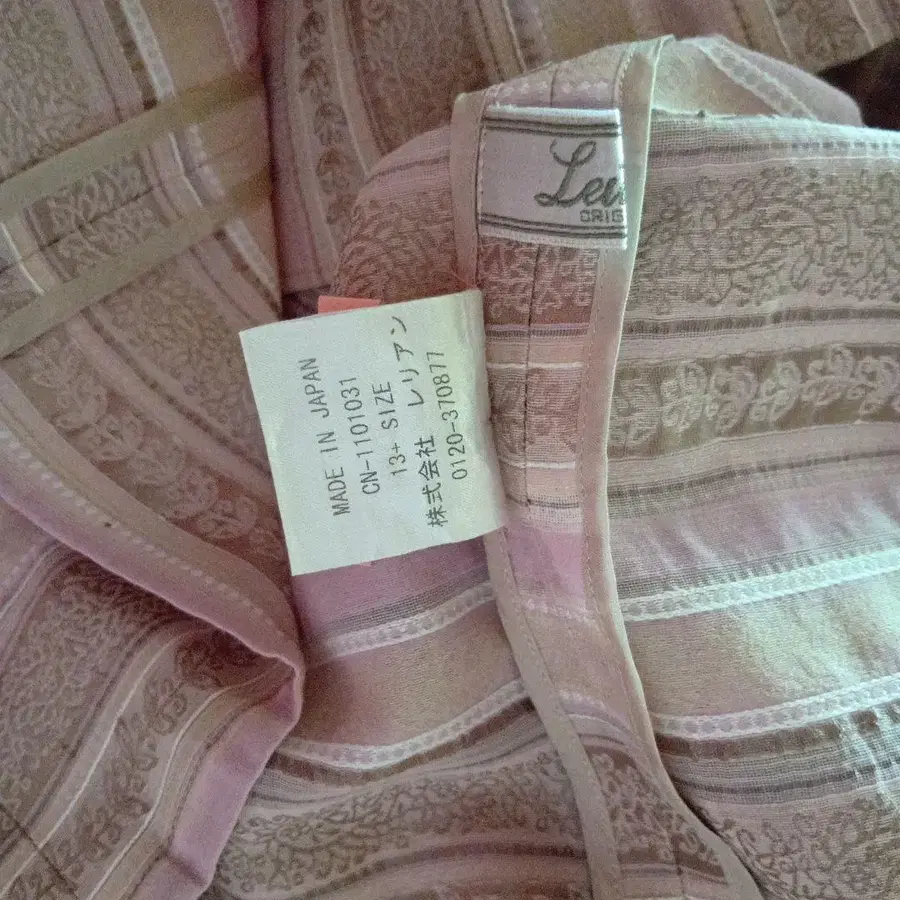 MADE IN JAPAN
CN-1101031
13+ SIZE
株式会社 レリアン
0120-370877